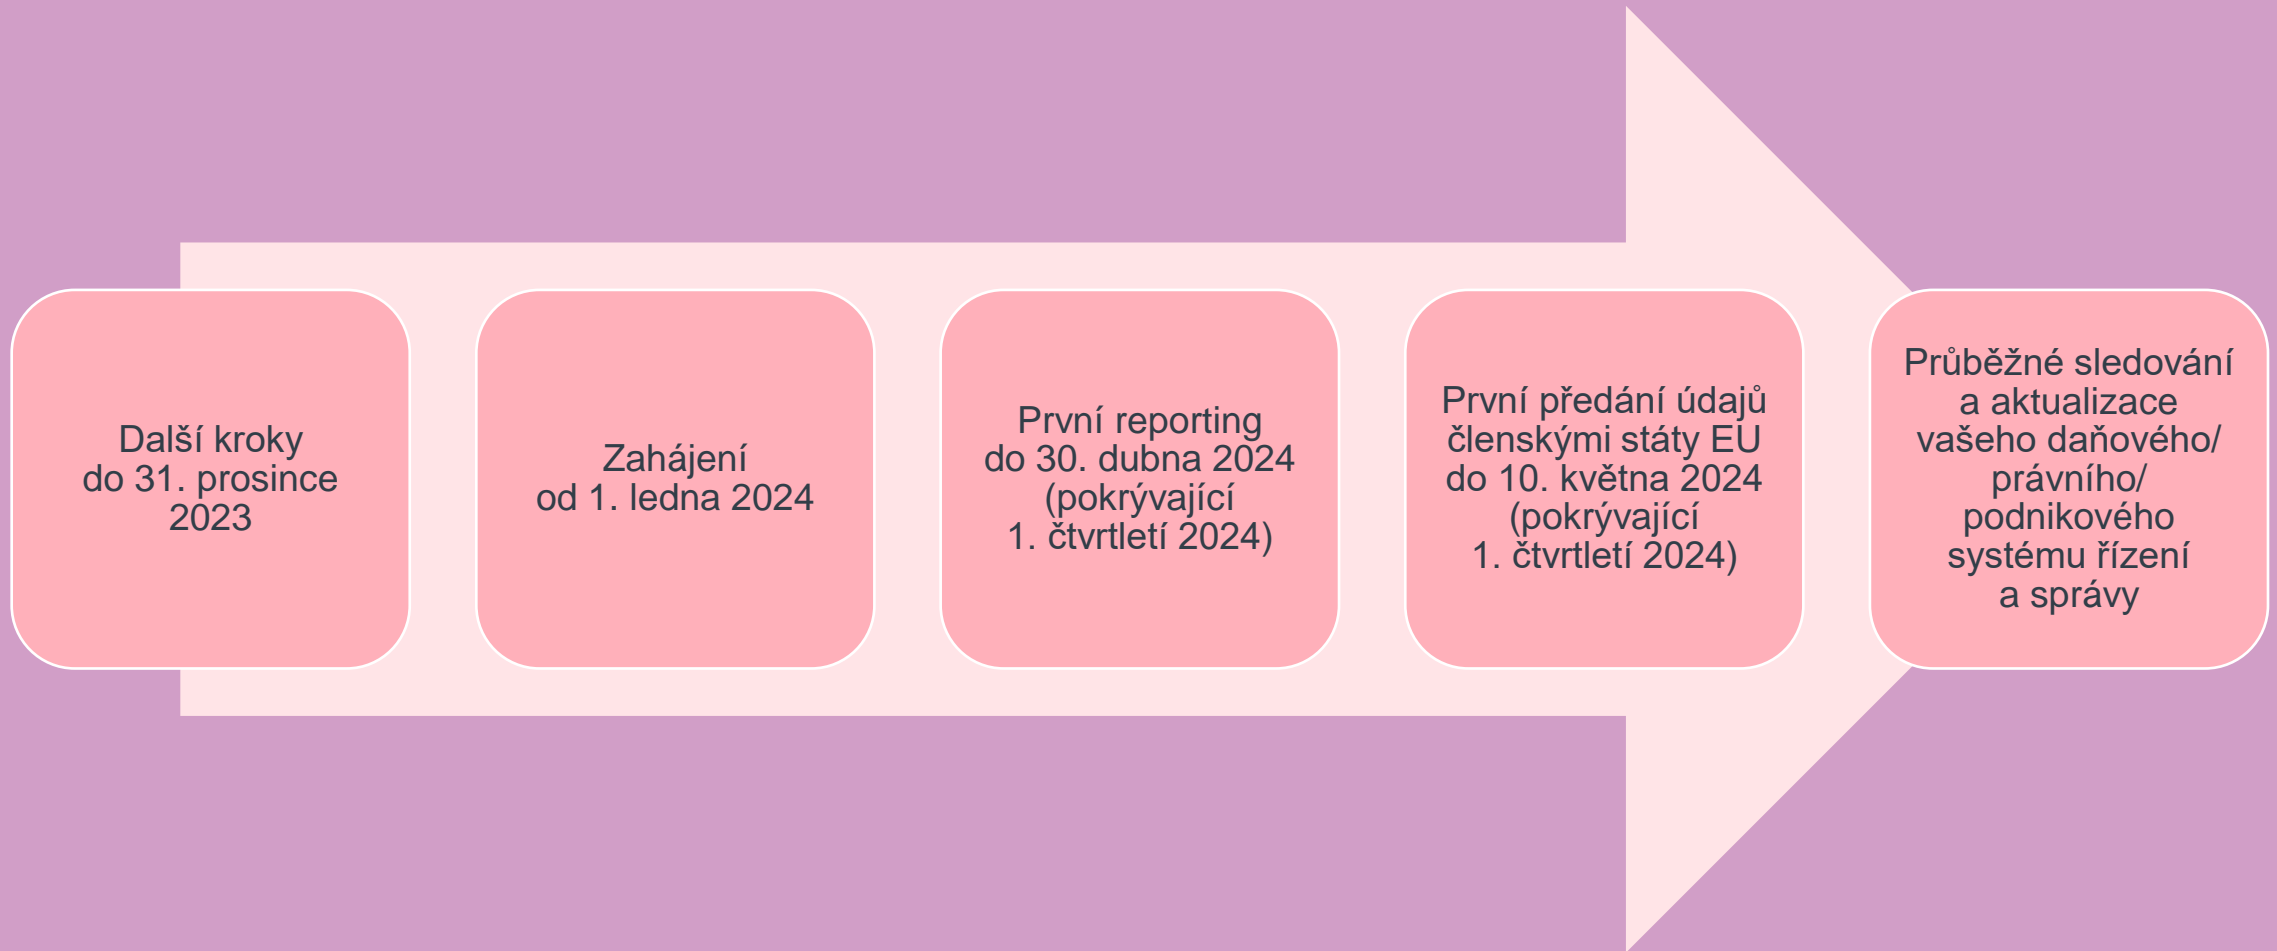 Další kroky
do 31. prosince
2023
Zahájení
od 1. ledna 2024
První reporting
do 30. dubna 2024
(pokrývající
1. čtvrtletí 2024)
První předání údajů
členskými státy EU
do 10. května 2024
(pokrývající
1. čtvrtletí 2024)
Průběžné sledování
a aktualizace
vašeho daňového/
právního/
podnikového
systému řízení
a správy